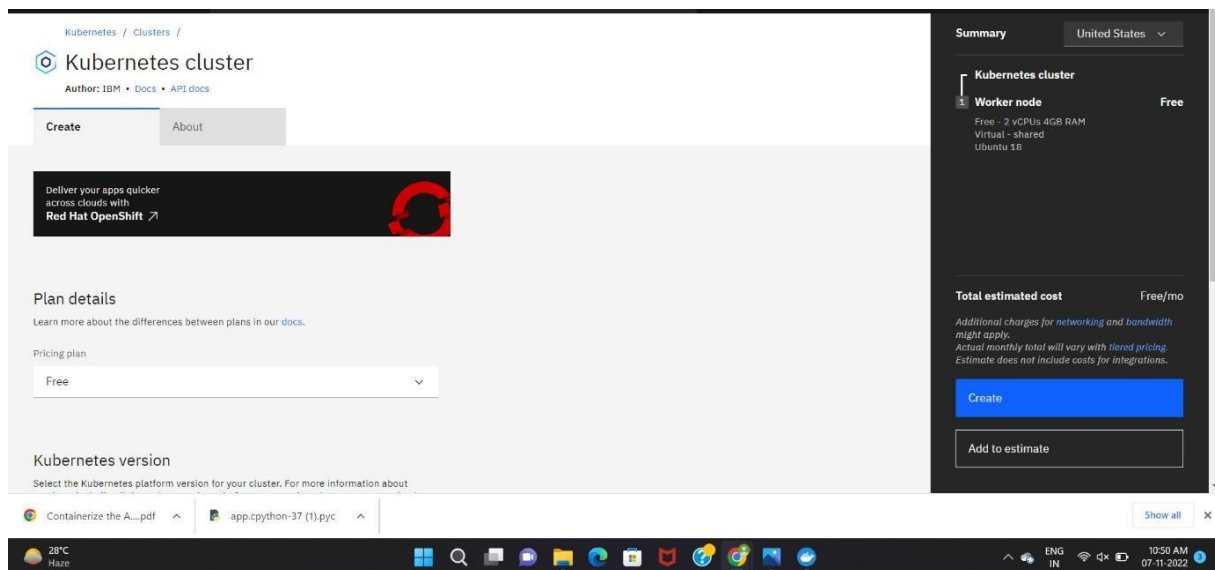 Kubernetes / Clusters /
Kubernetes cluster
Author: IBM • Docs • API docs
Create
About
Deliver your apps quicker
across clouds with
Red Hat OpenShift
Plan details
Learn more about the differences between plans in our docs.
Pricing plan
Free
Kubernetes version
Select the Kubernetes platform version for your cluster. For more information about
Summary
United States
Kubernetes cluster
1 Worker node Free
Free - 2 vCPUs 4GB RAM
Virtual - shared
Ubuntu 18
Total estimated cost Free/mo
Additional charges for networking and bandwidth
might apply.
Actual monthly total will vary with tiered pricing.
Estimate does not include costs for integrations.
Create
Add to estimate
Containerize the A....pdf
app.cpython-37 (1).pyc
Show all
28°C
Haze
ENG
IN
10:50 AM
07-11-2022
3